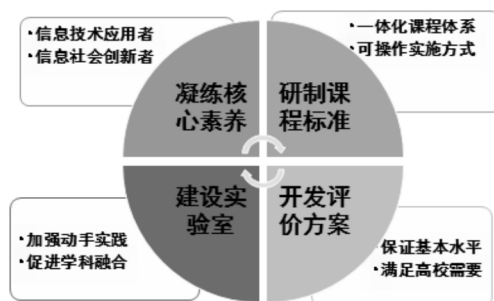 ·信息技术应用者
·信息社会创新者
·一体化课程体系
·可操作实施方式
凝练核
心素养
研制课
程标准
建设实
验室
开发评
价方案
·加强动手实践
·促进学科融合
·保证基本水平
·满足高校需要